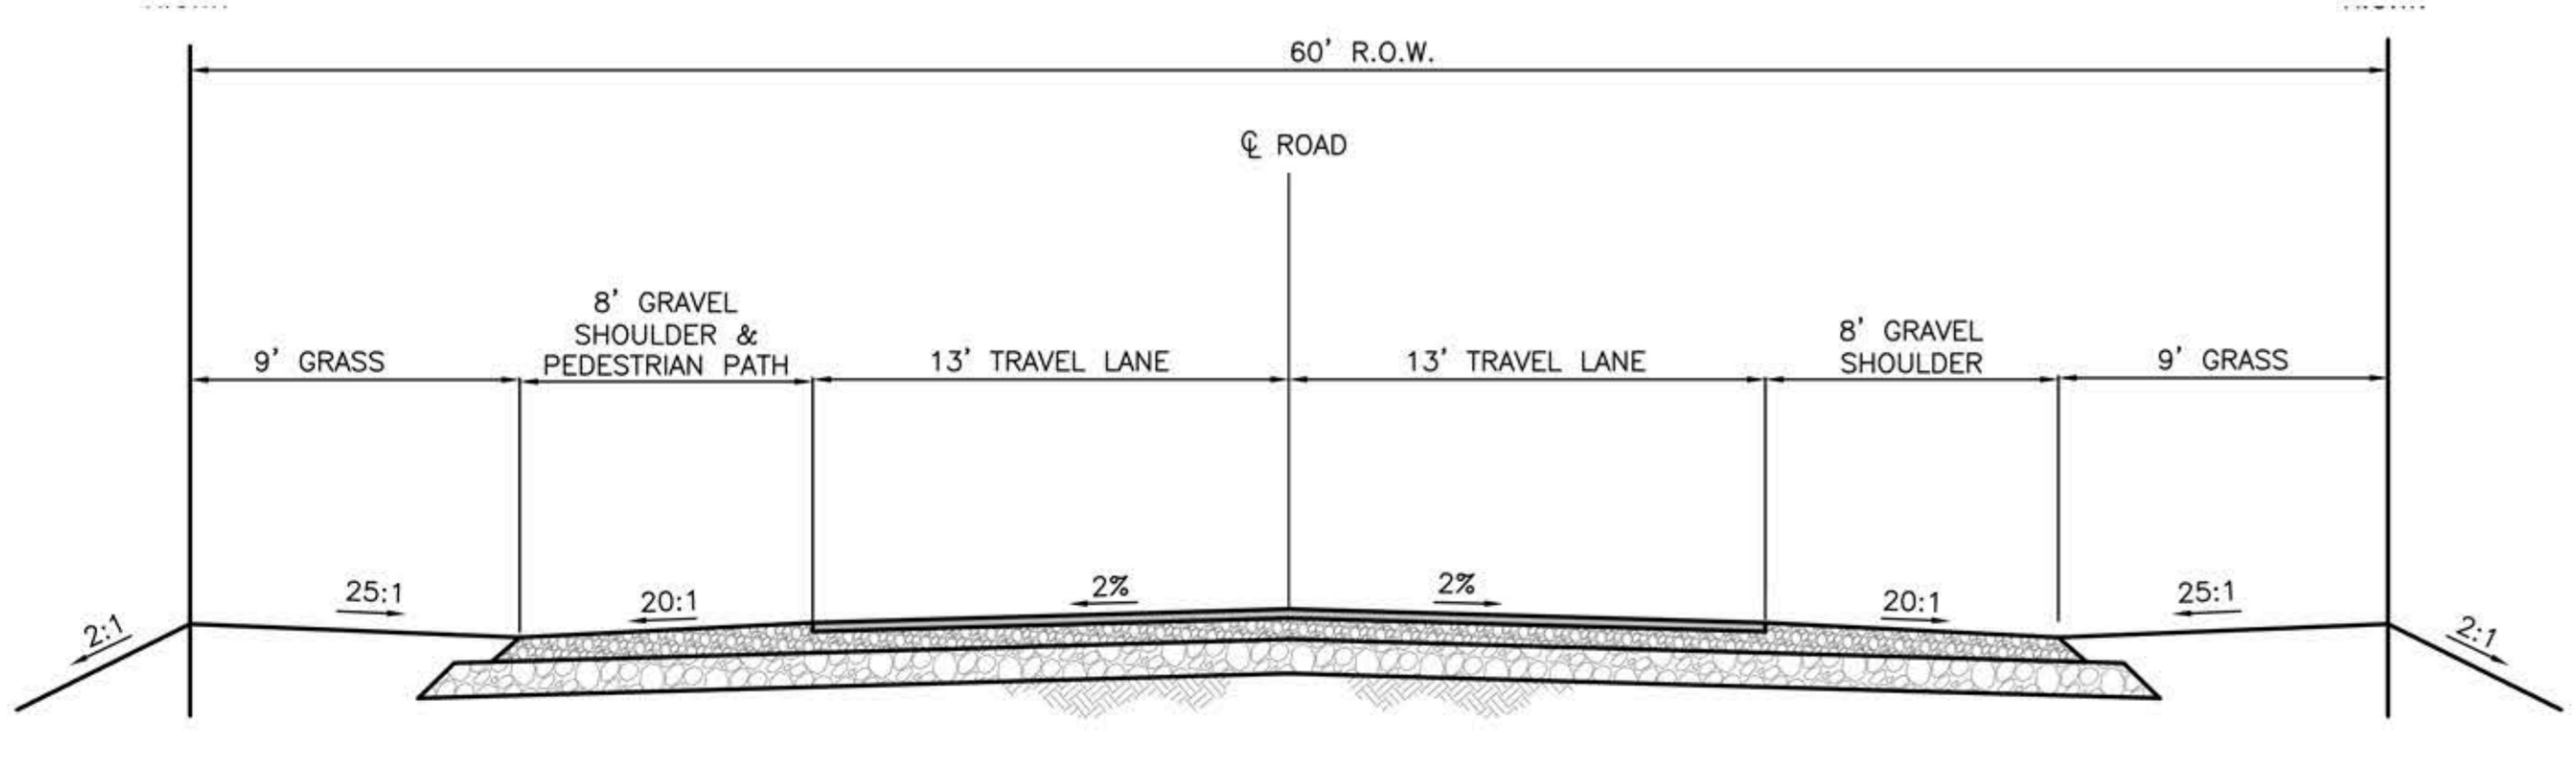 60' R.O.W.
℄ ROAD
9' GRASS
8' GRAVEL
SHOULDER &
PEDESTRIAN PATH
13' TRAVEL LANE
13' TRAVEL LANE
8' GRAVEL
SHOULDER
9' GRASS
2:1
25:1
20:1
2%
2%
20:1
25:1
2:1